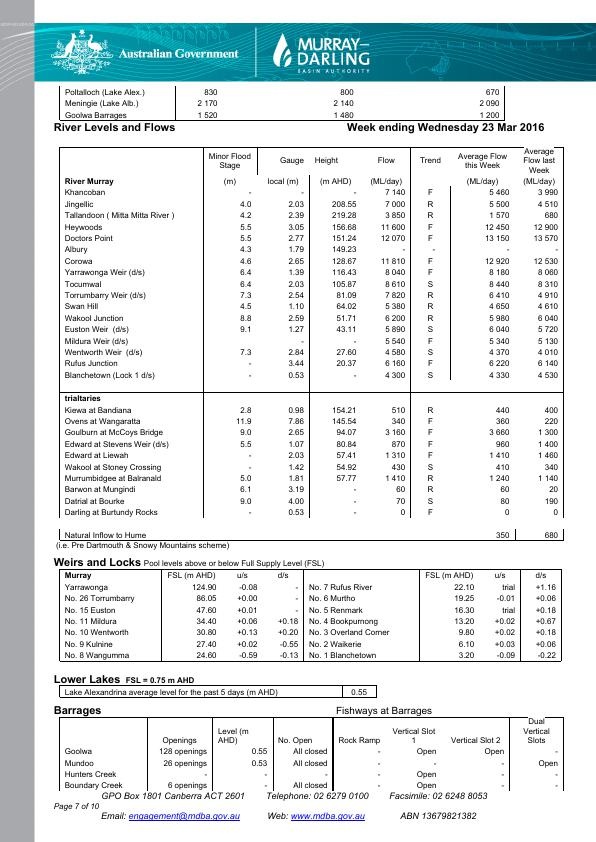 Australian Government
MURRAY–
DARLING
BASIN AUTHORITY
Poltalloch (Lake Alex.) 830 800 670
Meningie (Lake Alb.) 2 170 2 140 2 090
Goolwa Barrages 1 520 1 480 1 200
River Levels and Flows Week ending Wednesday 23 Mar 2016
Minor Flood Stage Gauge Height Flow Trend Average Flow this Week Average Flow last Week
River Murray (m) local (m) (m AHD) (ML/day) (ML/day) (ML/day)
Khancoban - - - 7 140 F 5 460 3 990
Jingellic 4.0 2.03 208.55 7 000 R 5 500 4 510
Tallandoon ( Mitta Mitta River ) 4.2 2.39 219.28 3 850 R 1 570 680
Heywoods 5.5 3.05 156.68 11 600 F 12 450 12 900
Doctors Point 5.5 2.77 151.24 12 070 F 13 150 13 570
Albury 4.3 1.79 149.23 - - - -
Corowa 4.6 2.65 128.67 11 810 F 12 920 12 530
Yarrawonga Weir (d/s) 6.4 1.39 116.43 8 040 F 8 180 8 060
Tocumwal 6.4 2.03 105.87 8 610 S 8 440 8 310
Torrumbarry Weir (d/s) 7.3 2.54 81.09 7 820 R 6 410 4 910
Swan Hill 4.5 1.10 64.02 5 380 R 4 650 4 610
Wakool Junction 8.8 2.59 51.71 6 200 R 5 980 6 040
Euston Weir (d/s) 9.1 1.27 43.11 5 890 S 6 040 5 720
Mildura Weir (d/s) - - 5 540 F 5 340 5 130
Wentworth Weir (d/s) 7.3 2.84 27.60 4 580 S 4 370 4 010
Rufus Junction - 3.44 20.37 6 160 F 6 220 6 140
Blanchetown (Lock 1 d/s) - 0.53 - 4 300 S 4 330 4 530
trialtaries
Kiewa at Bandiana 2.8 0.98 154.21 510 R 440 400
Ovens at Wangaratta 11.9 7.86 145.54 340 F 360 220
Goulburn at McCoys Bridge 9.0 2.65 94.07 3 160 F 3 660 1 300
Edward at Stevens Weir (d/s) 5.5 1.07 80.84 870 F 960 1 400
Edward at Liewah - 2.03 57.41 1 310 F 1 410 1 460
Wakool at Stoney Crossing - 1.42 54.92 430 S 410 340
Murrumbidgee at Balranald 5.0 1.81 57.77 1 410 R 1 240 1 140
Barwon at Mungindi 6.1 3.19 - 60 R 60 20
Datrial at Bourke 9.0 4.00 - 70 S 80 190
Darling at Burtundy Rocks - 0.53 - 0 F 0 0
Natural Inflow to Hume 350 680
(i.e. Pre Dartmouth & Snowy Mountains scheme)
Weirs and Locks Pool levels above or below Full Supply Level (FSL)
Murray FSL (m AHD) u/s d/s FSL (m AHD) u/s d/s
Yarrawonga 124.90 -0.08 - No. 7 Rufus River 22.10 trial +1.16
No. 26 Torrumbarry 86.05 +0.00 - No. 6 Murtho 19.25 -0.01 +0.06
No. 15 Euston 47.60 +0.01 - No. 5 Renmark 16.30 trial +0.18
No. 11 Mildura 34.40 +0.06 +0.18 No. 4 Bookpurnong 13.20 +0.02 +0.67
No. 10 Wentworth 30.80 +0.13 +0.20 No. 3 Overland Corner 9.80 +0.02 +0.18
No. 9 Kulnine 27.40 +0.02 -0.55 No. 2 Waikerie 6.10 +0.03 +0.06
No. 8 Wangumma 24.60 -0.59 -0.13 No. 1 Blanchetown 3.20 -0.09 -0.22
Lower Lakes FSL = 0.75 m AHD
Lake Alexandrina average level for the past 5 days (m AHD) 0.55
Barrages Fishways at Barrages
Openings Level (m AHD) No. Open Rock Ramp Vertical Slot 1 Vertical Slot 2 Dual Vertical Slots
Goolwa 128 openings 0.55 All closed - Open Open -
Mundoo 26 openings 0.53 All closed - - - Open
Hunters Creek - - - - Open - -
Boundary Creek 6 openings - All closed - Open - -
GPO Box 1801 Canberra ACT 2601 Telephone: 02 6279 0100 Facsimile: 02 6248 8053
Page 7 of 10
Email: engagement@mdba.gov.au Web: www.mdba.gov.au ABN 13679821382